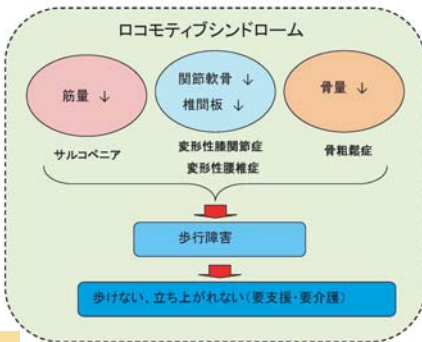 ロコモティブシンドローム
筋量 ↓
関節軟骨 ↓
椎間板 ↓
骨量 ↓
サルコペニア
変形性膝関節症
変形性腰椎症
骨粗鬆症
歩行障害
歩けない、立ち上がれない(要支援・要介護)